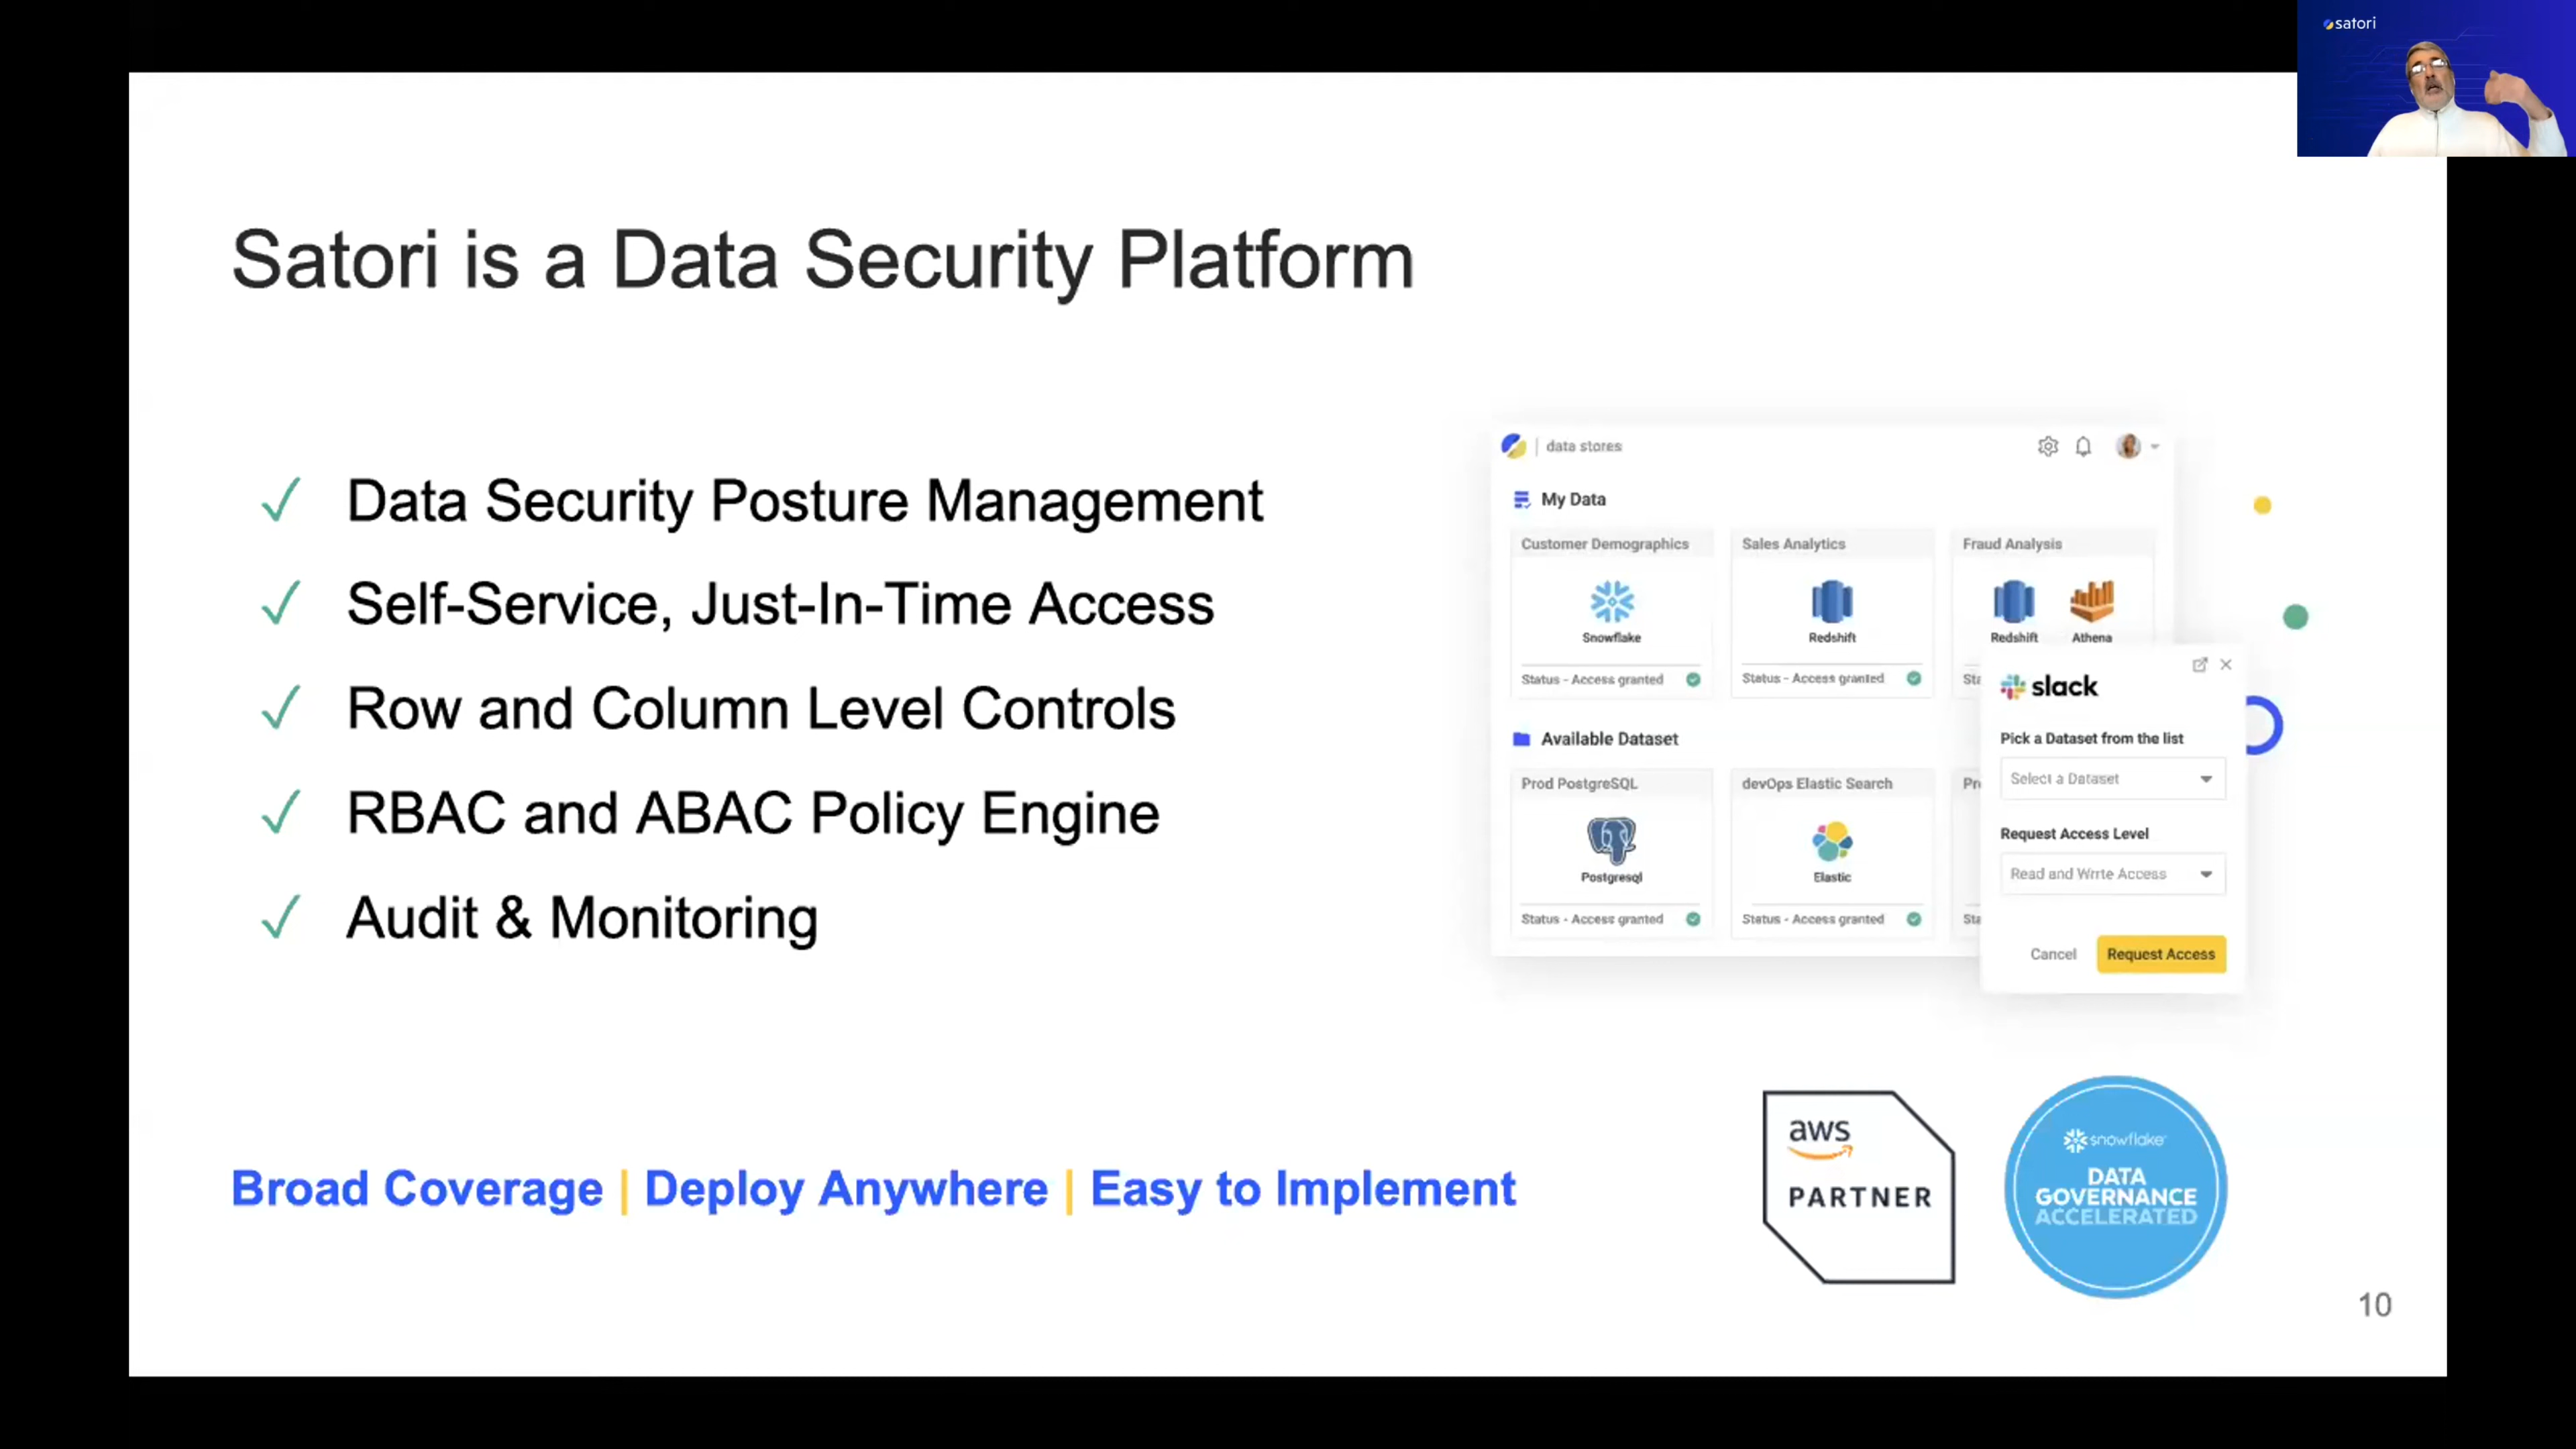 satori
Satori is a Data Security Platform
Data Security Posture Management
Self-Service, Just-In-Time Access
Row and Column Level Controls
RBAC and ABAC Policy Engine
Audit & Monitoring
data stores
My Data
Customer Demographics
Snowflake
Status - Access granted
Sales Analytics
Redshift
Status - Access granted
Fraud Analysis
Redshift
Athena
Sta
Available Dataset
Prod PostgreSQL
Postgresql
Status - Access granted
devOps Elastic Search
Elastic
Status - Access granted
Pr
Sta
slack
Pick a Dataset from the list
Select a Dataset
Request Access Level
Read and Wrrte Access
Cancel
Request Access
Broad Coverage | Deploy Anywhere | Easy to Implement
aws
PARTNER
snowflake
DATA
GOVERNANCE
ACCELERATED
10